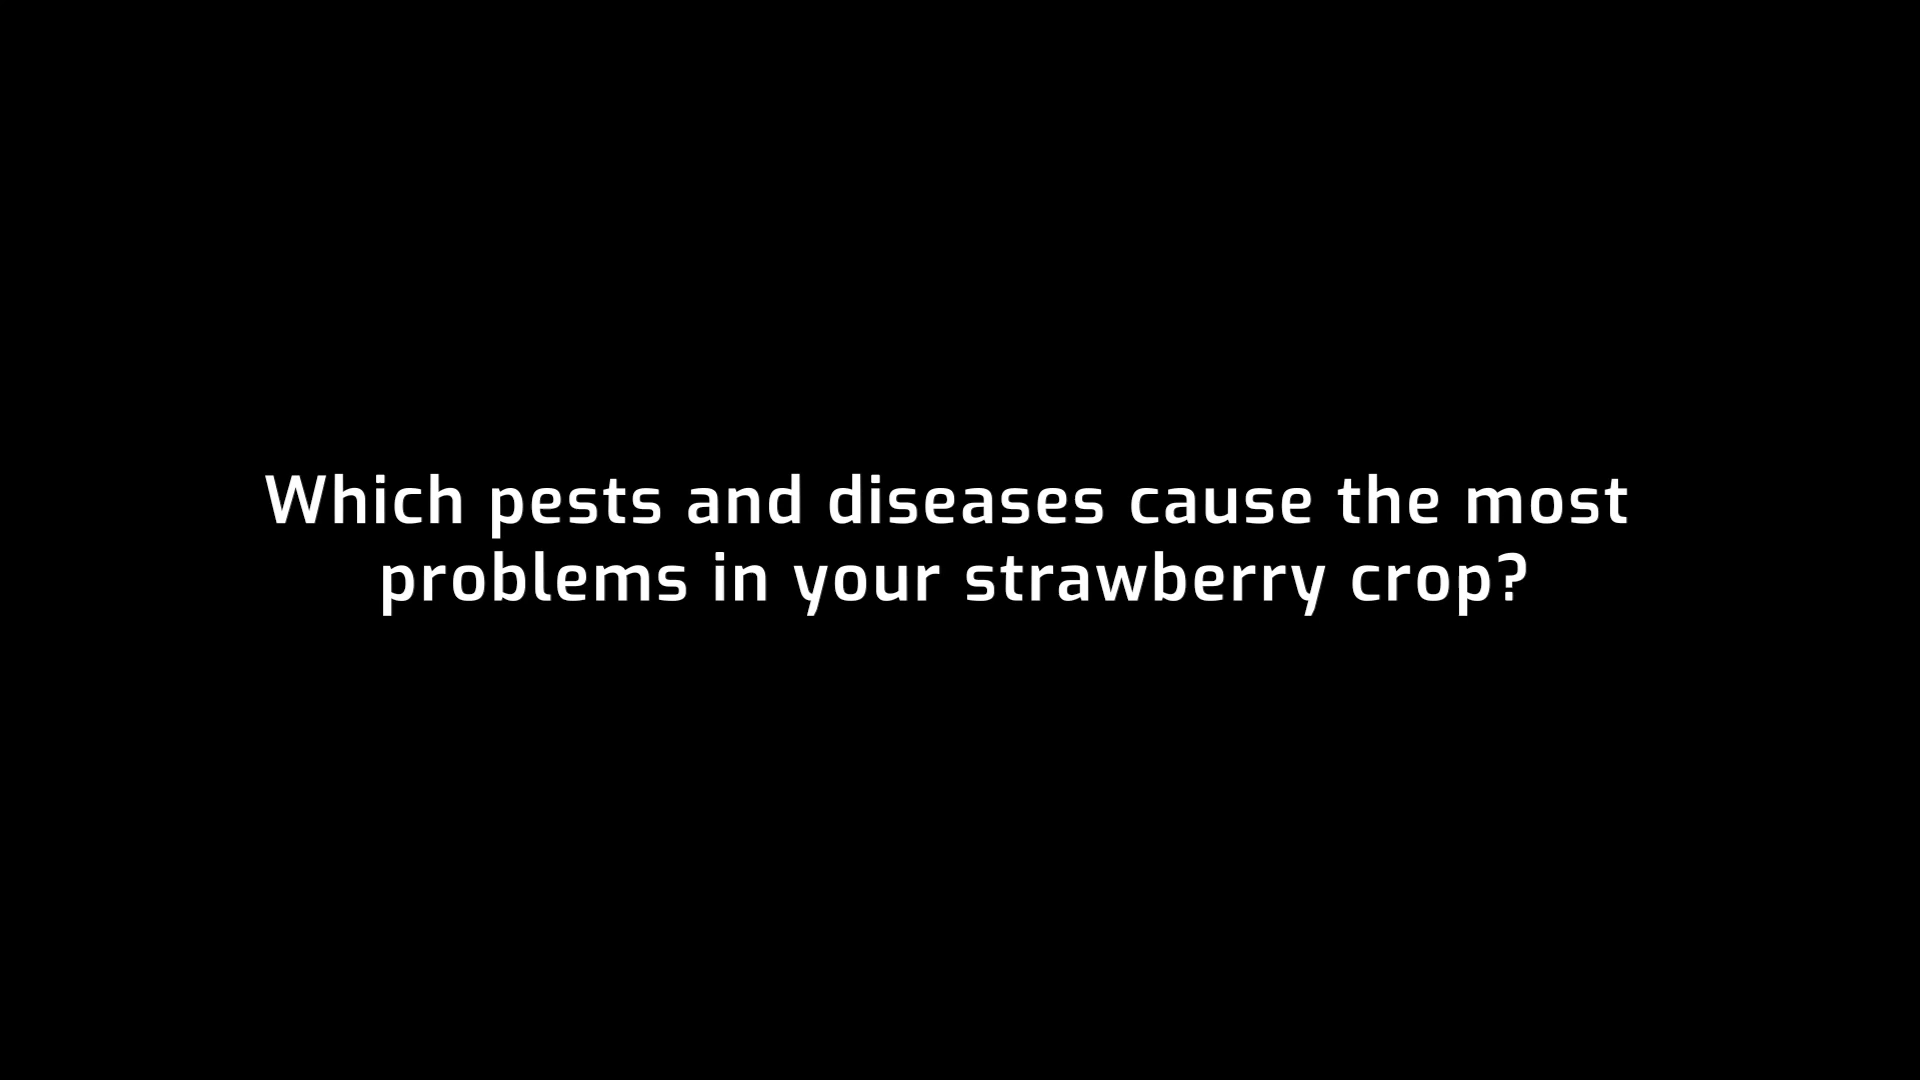 Which pests and diseases cause the most
problems in your strawberry crop?